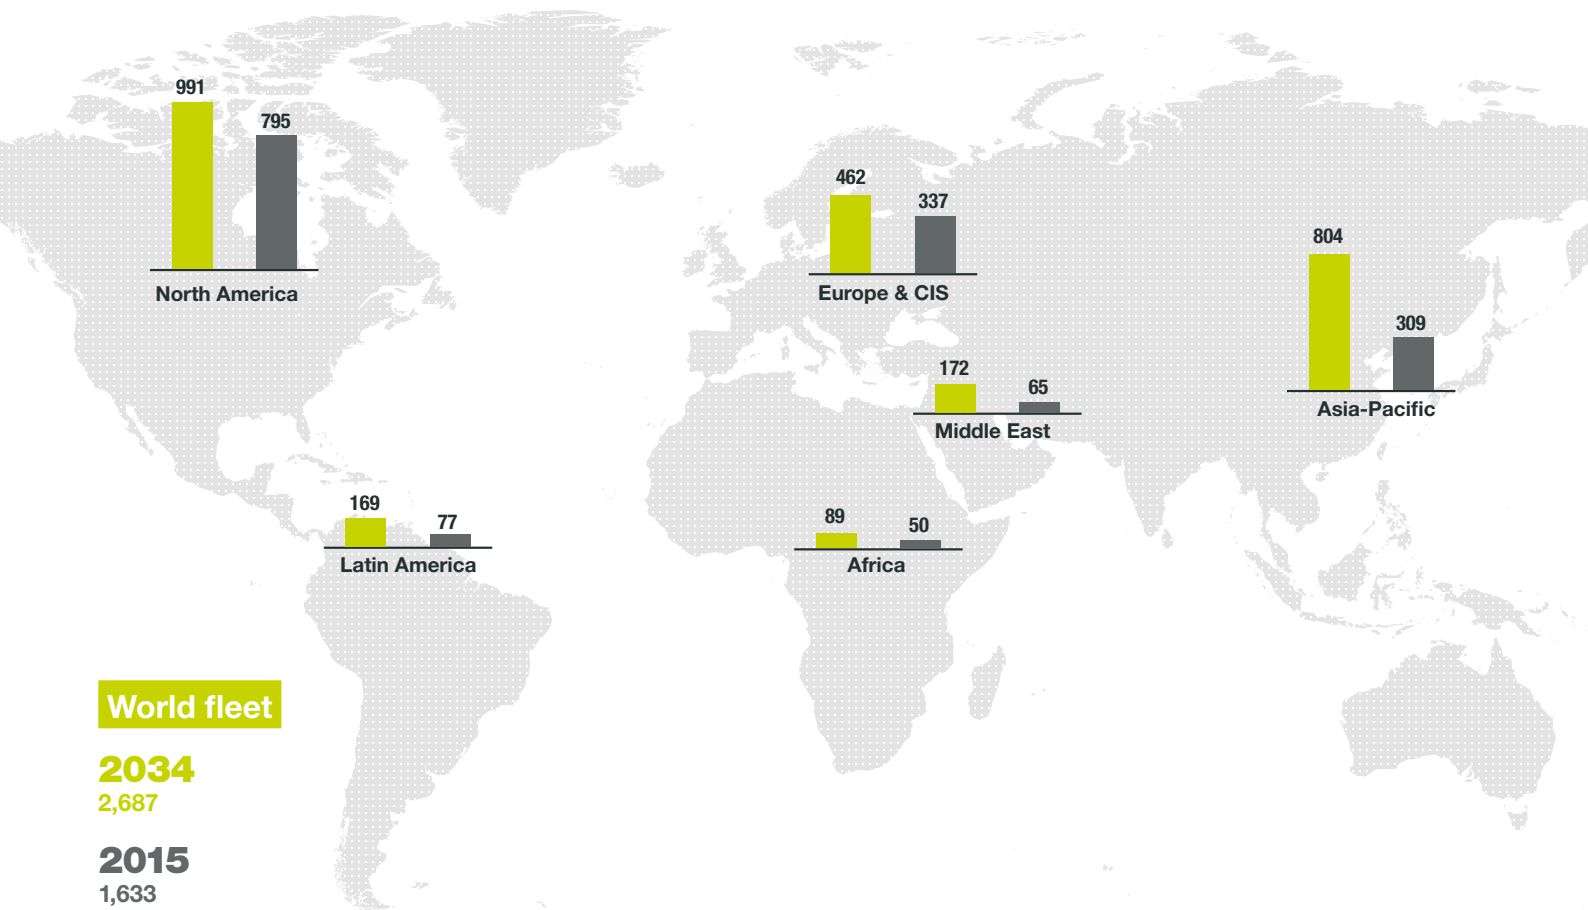 991
795
North America
462
337
Europe & CIS
804
309
Asia-Pacific
172
65
Middle East
169
77
Latin America
89
50
Africa
World fleet
2034
2,687
2015
1,633